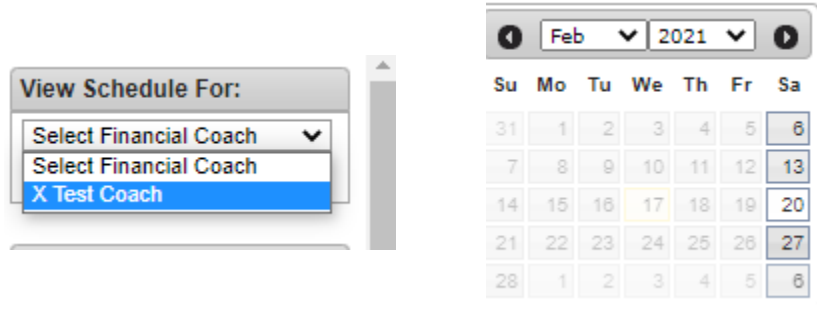 View Schedule For:
Select Financial Coach
Select Financial Coach
X Test Coach
Feb 2021
Su Mo Tu We Th Fr Sa
31 1 2 3 4 5 6
7 8 9 10 11 12 13
14 15 16 17 18 19 20
21 22 23 24 25 26 27
28 1 2 3 4 5 6